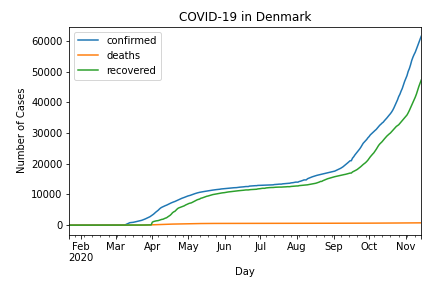 COVID-19 in Denmark
confirmed
deaths
recovered
Number of Cases
60000
50000
40000
30000
20000
10000
0
Feb Mar Apr May Jun Jul Aug Sep Oct Nov
2020
Day